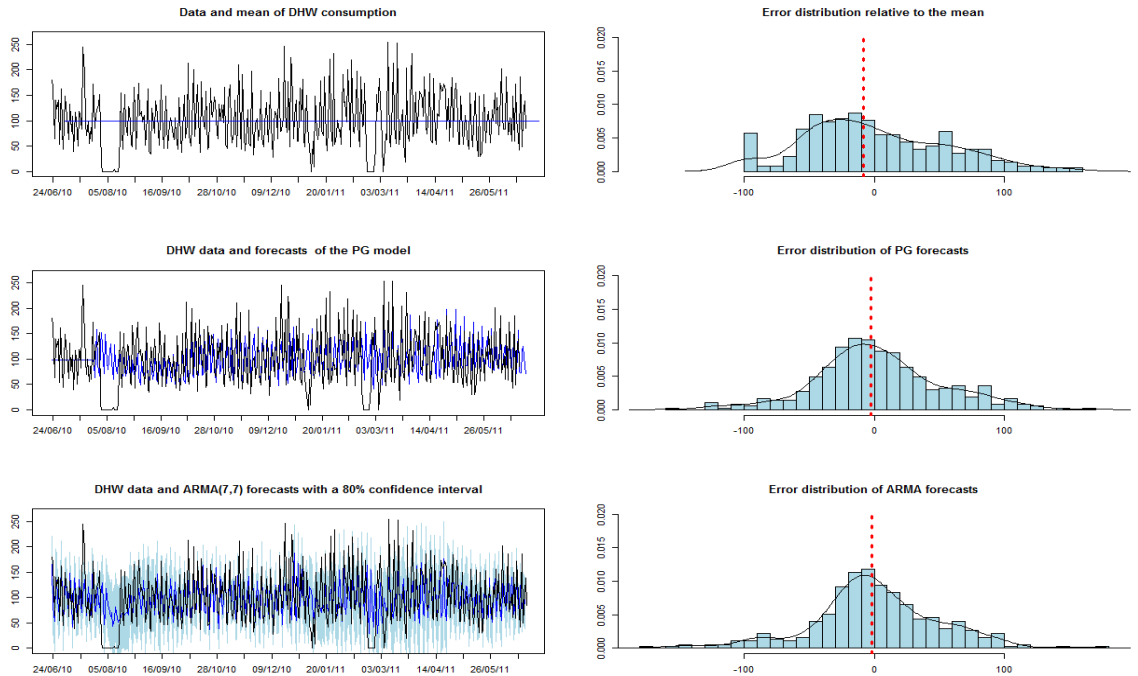 Data and mean of DHW consumption
250
200
150
100
50
0
24/06/10 05/08/10 16/09/10 28/10/10 09/12/10 20/01/11 03/03/11 14/04/11 26/05/11
Error distribution relative to the mean
0.020
0.015
0.010
0.005
0.000
-100 0 100
DHW data and forecasts of the PG model
250
200
150
100
50
0
24/06/10 05/08/10 16/09/10 28/10/10 09/12/10 20/01/11 03/03/11 14/04/11 26/05/11
Error distribution of PG forecasts
0.020
0.015
0.010
0.005
0.000
-100 0 100
DHW data and ARMA(7,7) forecasts with a 80% confidence interval
250
200
150
100
50
0
24/06/10 05/08/10 16/09/10 28/10/10 09/12/10 20/01/11 03/03/11 14/04/11 26/05/11
Error distribution of ARMA forecasts
0.020
0.015
0.010
0.005
0.000
-100 0 100